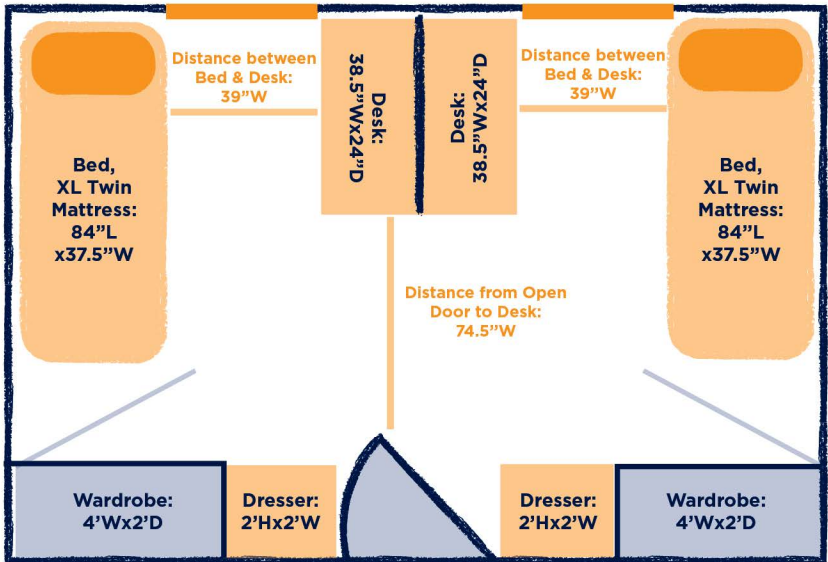 Distance between
Bed & Desk:
39”W
Desk:
38.5”Wx24”D
Desk:
38.5”Wx24”D
Distance between
Bed & Desk:
39”W
Bed,
XL Twin
Mattress:
84”L
x37.5”W
Bed,
XL Twin
Mattress:
84”L
x37.5”W
Distance from Open
Door to Desk:
74.5”W
Wardrobe:
4’Wx2’D
Dresser:
2’Hx2’W
Dresser:
2’Hx2’W
Wardrobe:
4’Wx2’D